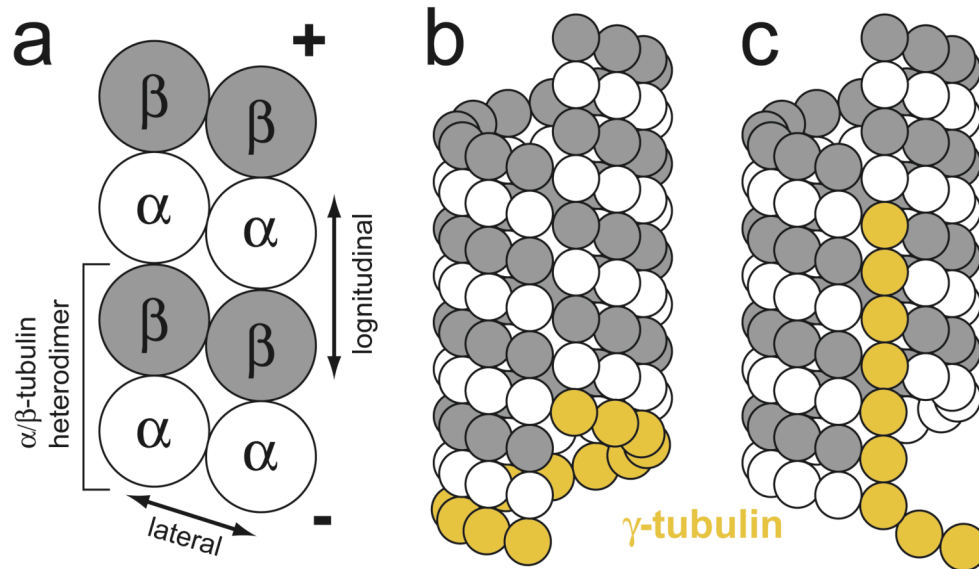 a
+
β
β
α
α
β
β
α
α
-
α/β-tubulin
heterodimer
lognitudinal
lateral
b
c
γ-tubulin